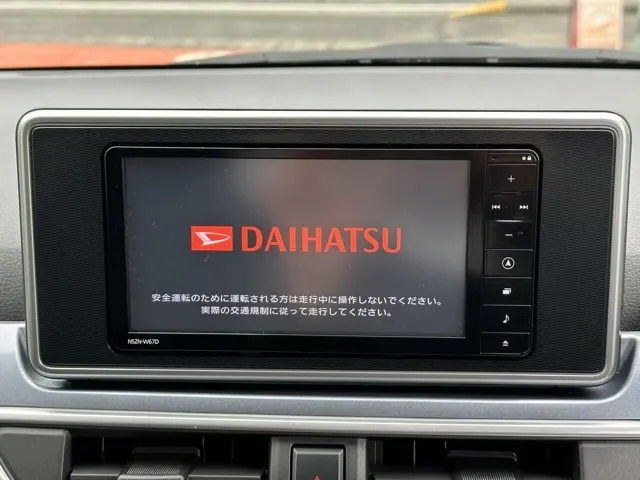 DAIHATSU
安全運転のために運転される方は走行中に操作しないでください。
実際の交通規制に従って走行してください。
NSZN-W67D